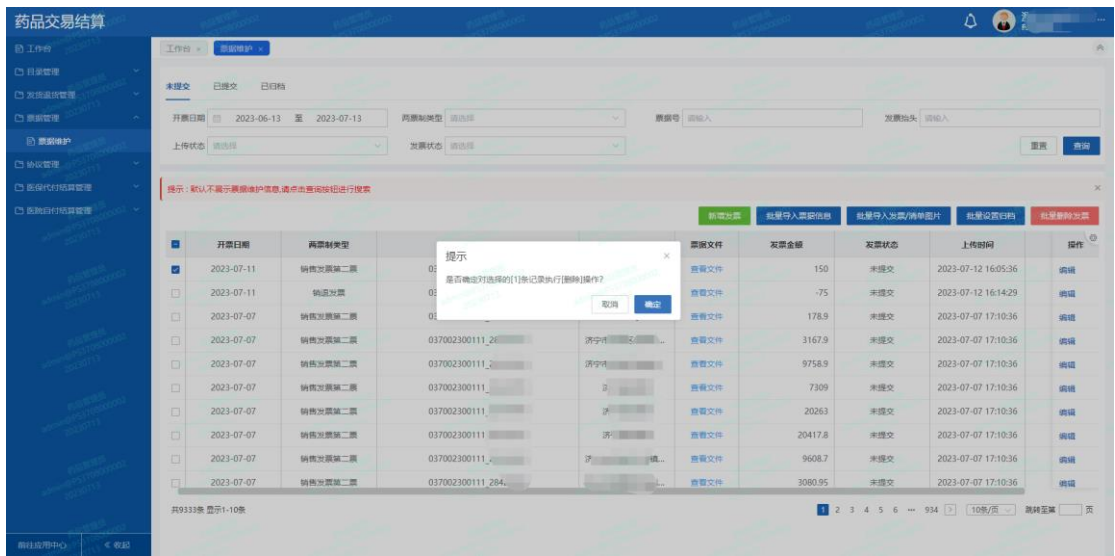 药品交易结算
工作台
目录管理
发货退货管理
票据管理
票据维护
协议管理
医保代付结算管理
医院自付结算管理
前往应用中心 《 收起
工作台 × 票据维护 ×
未提交 已提交 已归档
开票日期 2023-06-13 至 2023-07-13 两票制类型 请选择 票据号 请输入 发票抬头 请输入
上传状态 请选择 发票状态 请选择 重置 查询
提示:默认不展示票据维护信息,请点击查询按钮进行搜索 ×
新增发票 批量导入票据信息 批量导入发票/清单图片 批量设置归档 批量删除发票
开票日期 两票制类型 票据文件 发票金额 发票状态 上传时间 操作
2023-07-11 销售发票第二票 03 查看文件 150 未提交 2023-07-12 16:05:36 编辑
2023-07-11 销退发票 03 查看文件 -75 未提交 2023-07-12 16:14:29 编辑
2023-07-07 销售发票第二票 03 查看文件 178.9 未提交 2023-07-07 17:10:36 编辑
2023-07-07 销售发票第二票 037002300111_28 济宁市 ... 查看文件 3167.9 未提交 2023-07-07 17:10:36 编辑
2023-07-07 销售发票第二票 037002300111_ 济宁 查看文件 9758.9 未提交 2023-07-07 17:10:36 编辑
2023-07-07 销售发票第二票 037002300111_ 查看文件 7309 未提交 2023-07-07 17:10:36 编辑
2023-07-07 销售发票第二票 037002300111_ 查看文件 20263 未提交 2023-07-07 17:10:36 编辑
2023-07-07 销售发票第二票 037002300111 济 查看文件 20417.8 未提交 2023-07-07 17:10:36 编辑
2023-07-07 销售发票第二票 037002300111_ 镇... 查看文件 9608.7 未提交 2023-07-07 17:10:36 编辑
2023-07-07 销售发票第二票 037002300111_284 ... 查看文件 3080.95 未提交 2023-07-07 17:10:36 编辑
提示 ×
是否确定对选择的[1]条记录执行[删除]操作?
取消 确定
共9333条 显示1-10条 1 2 3 4 5 6 ··· 934 > 10条/页 跳转至第 页